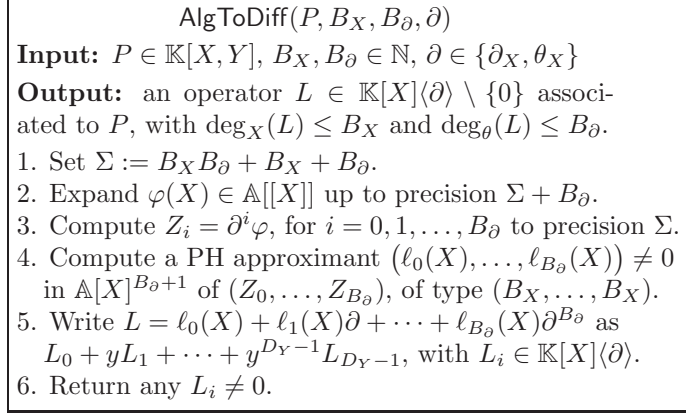 AlgToDiff(P, B_X, B_∂, ∂)
Input: P ∈ 𝕂[X, Y], B_X, B_∂ ∈ ℕ, ∂ ∈ {∂_X, θ_X}
Output: an operator L ∈ 𝕂[X]⟨∂⟩ \ {0} associ-
ated to P, with deg_X(L) ≤ B_X and deg_θ(L) ≤ B_∂.
1. Set Σ := B_X B_∂ + B_X + B_∂.
2. Expand φ(X) ∈ 𝔸[[X]] up to precision Σ + B_∂.
3. Compute Z_i = ∂^i φ, for i = 0, 1, . . . , B_∂ to precision Σ.
4. Compute a PH approximant (ℓ_0(X), . . . , ℓ_{B_∂}(X)) ≠ 0
in 𝔸[X]^{B_∂+1} of (Z_0, . . . , Z_{B_∂}), of type (B_X, . . . , B_X).
5. Write L = ℓ_0(X) + ℓ_1(X)∂ + · · · + ℓ_{B_∂}(X)∂^{B_∂} as
L_0 + yL_1 + · · · + y^{D_Y−1}L_{D_Y−1}, with L_i ∈ 𝕂[X]⟨∂⟩.
6. Return any L_i ≠ 0.